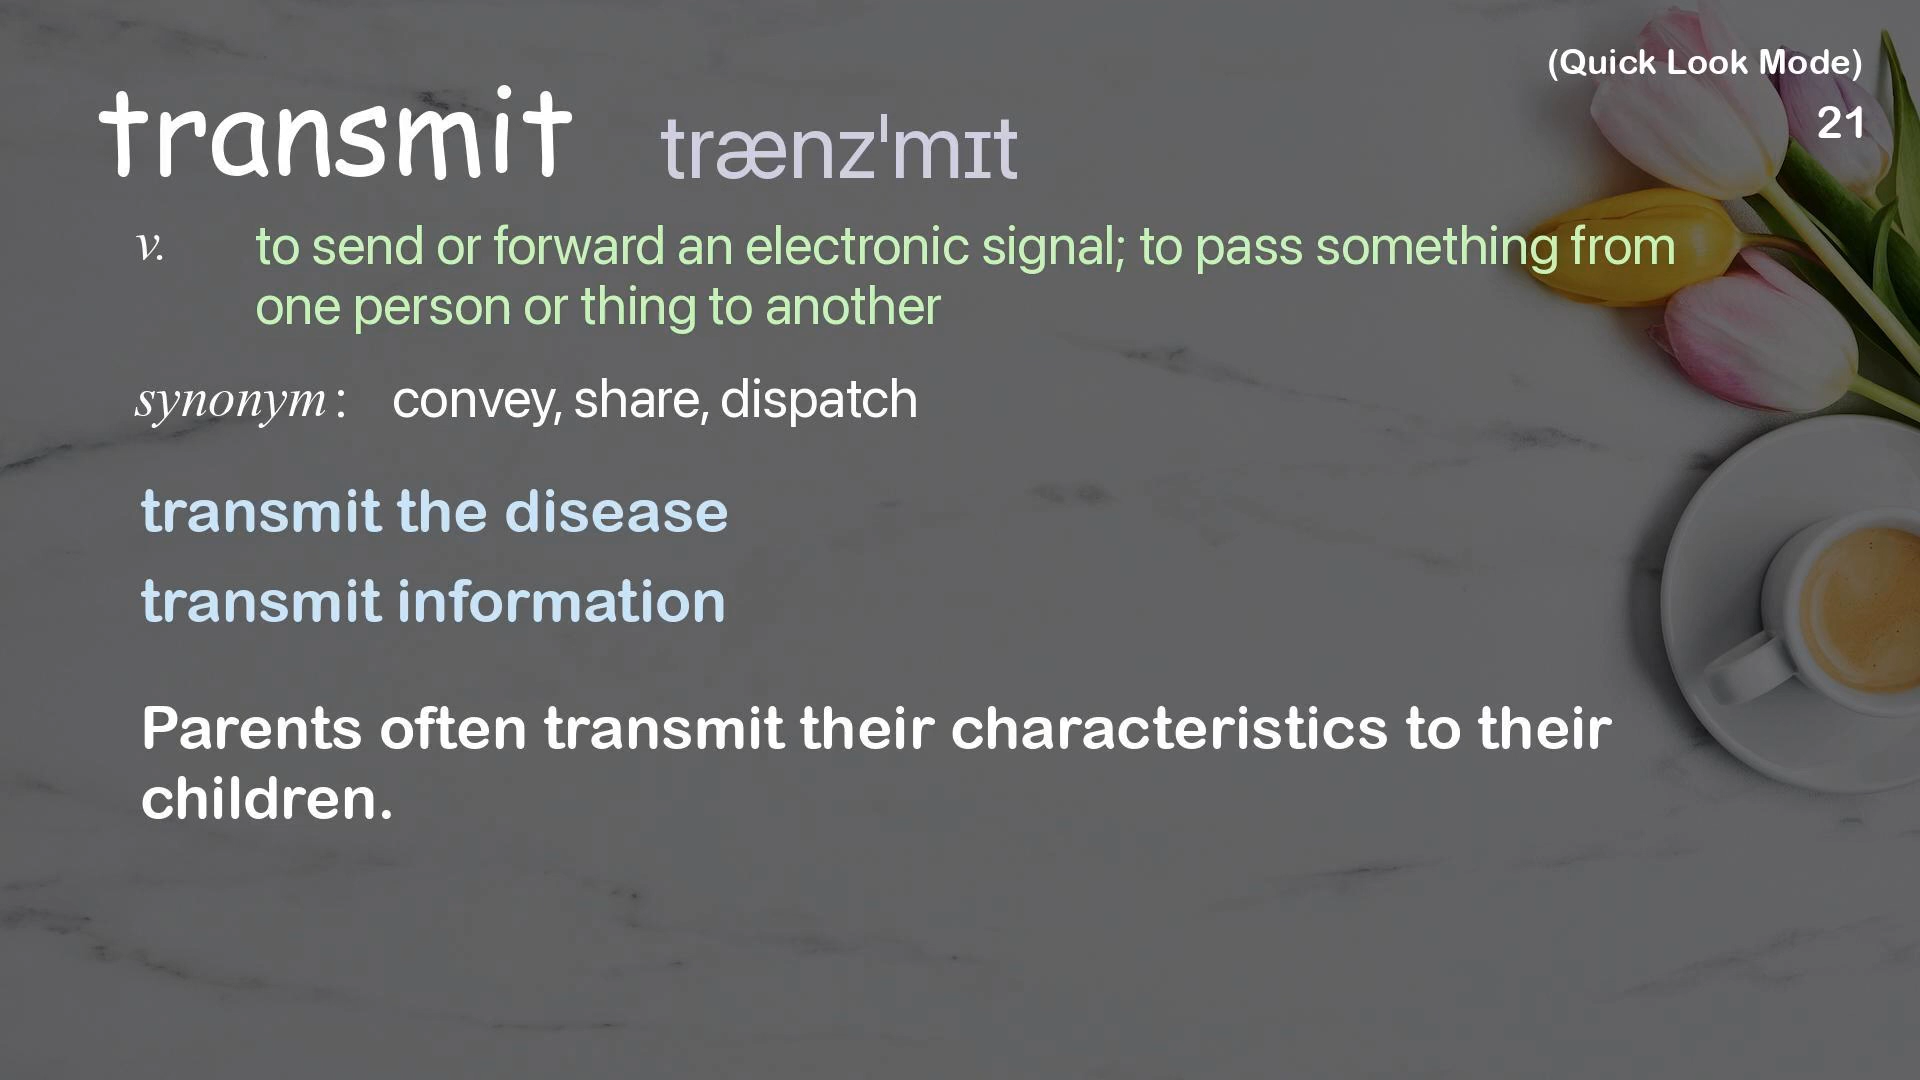 (Quick Look Mode)
21
transmit trænzˈmɪt
v. to send or forward an electronic signal; to pass something from
one person or thing to another
synonym : convey, share, dispatch
transmit the disease
transmit information
Parents often transmit their characteristics to their
children.